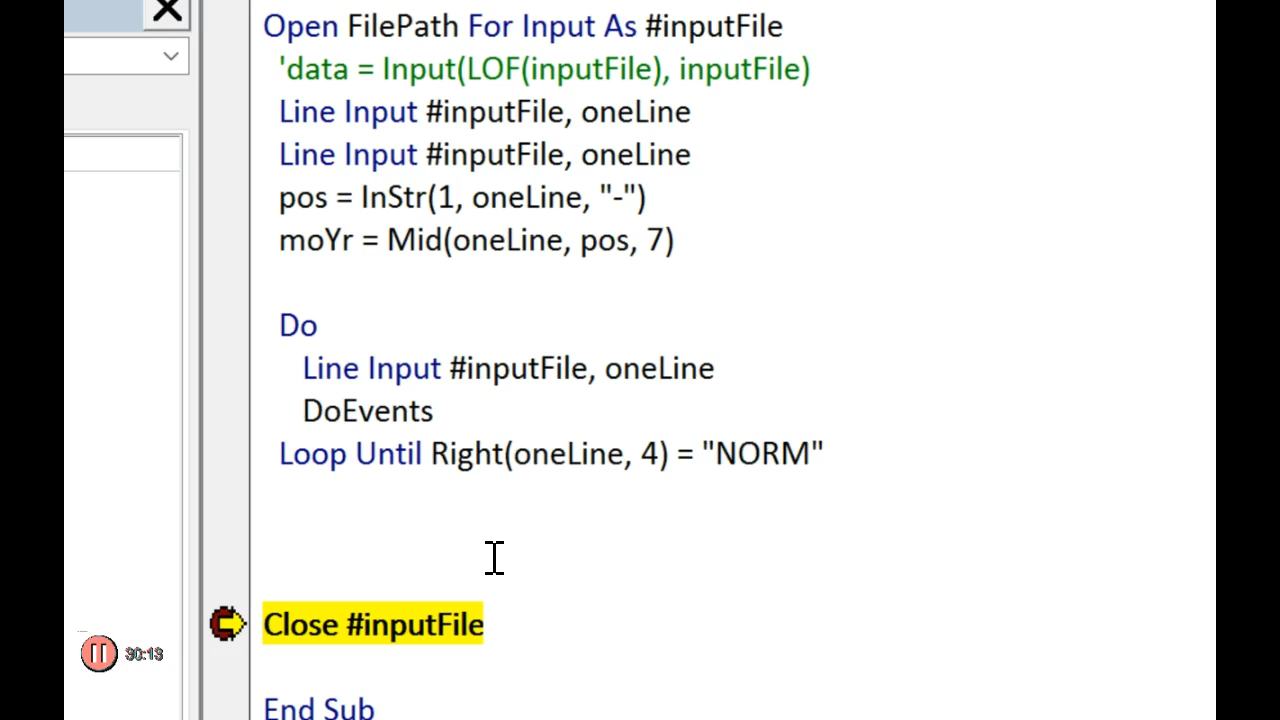 Open FilePath For Input As #inputFile
'data = Input(LOF(inputFile), inputFile)
Line Input #inputFile, oneLine
Line Input #inputFile, oneLine
pos = InStr(1, oneLine, "-")
moYr = Mid(oneLine, pos, 7)
Do
Line Input #inputFile, oneLine
DoEvents
Loop Until Right(oneLine, 4) = "NORM"
Close #inputFile
30:13
End Sub